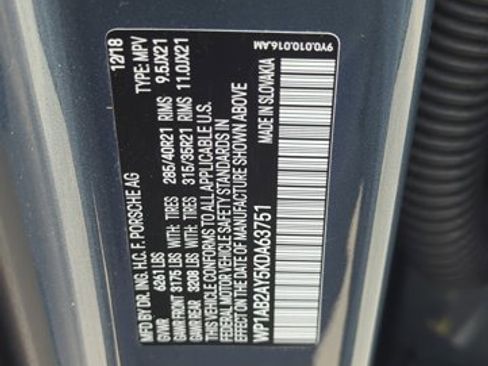 MFD BY DR. ING. H.C. F. PORSCHE AG 12/18
GVWR 6261 LBS TYPE: MPV
GAWR FRONT 3175 LBS WITH: TIRES 285/40R21 RIMS 9.5JX21
GAWR REAR 3208 LBS WITH: TIRES 315/35R21 RIMS 11.0JX21
THIS VEHICLE CONFORMS TO ALL APPLICABLE U.S.
FEDERAL MOTOR VEHICLE SAFETY STANDARDS IN EFFECT ON
THE DATE OF MANUFACTURE SHOWN ABOVE
WP1AB2AY5KDA63751
MADE IN SLOVAKIA
9Y0.010.016.AM